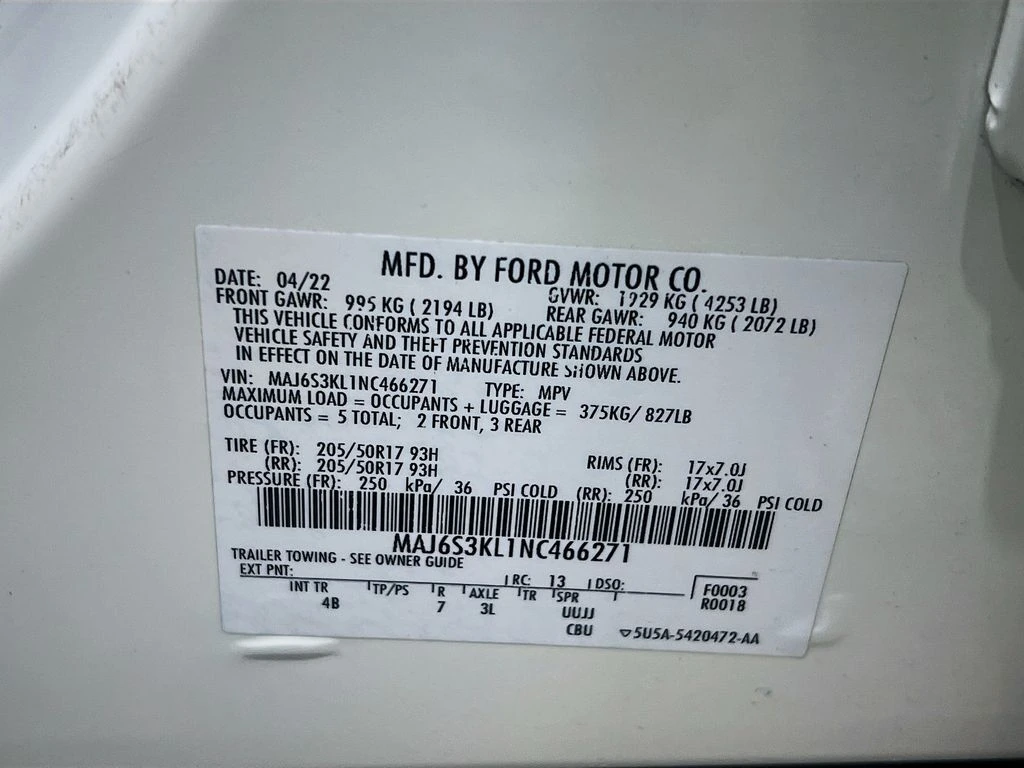 MFD. BY FORD MOTOR CO.
DATE: 04/22 GVWR: 1929 KG ( 4253 LB)
FRONT GAWR: 995 KG ( 2194 LB) REAR GAWR: 940 KG ( 2072 LB)
THIS VEHICLE CONFORMS TO ALL APPLICABLE FEDERAL MOTOR
VEHICLE SAFETY AND THEFT PREVENTION STANDARDS
IN EFFECT ON THE DATE OF MANUFACTURE SHOWN ABOVE.
VIN: MAJ6S3KL1NC466271 TYPE: MPV
MAXIMUM LOAD = OCCUPANTS + LUGGAGE = 375KG/ 827LB
OCCUPANTS = 5 TOTAL; 2 FRONT, 3 REAR
TIRE (FR): 205/50R17 93H RIMS (FR): 17x7.0J
(RR): 205/50R17 93H (RR): 17x7.0J
PRESSURE (FR): 250 kPa/ 36 PSI COLD (RR): 250 kPa/ 36 PSI COLD
MAJ6S3KL1NC466271
TRAILER TOWING - SEE OWNER GUIDE
EXT PNT: RC: 13 DSO: F0003
INT TR TP/PS R AXLE TR SPR R0018
4B 7 3L UUJJ
CBU 5U5A-5420472-AA